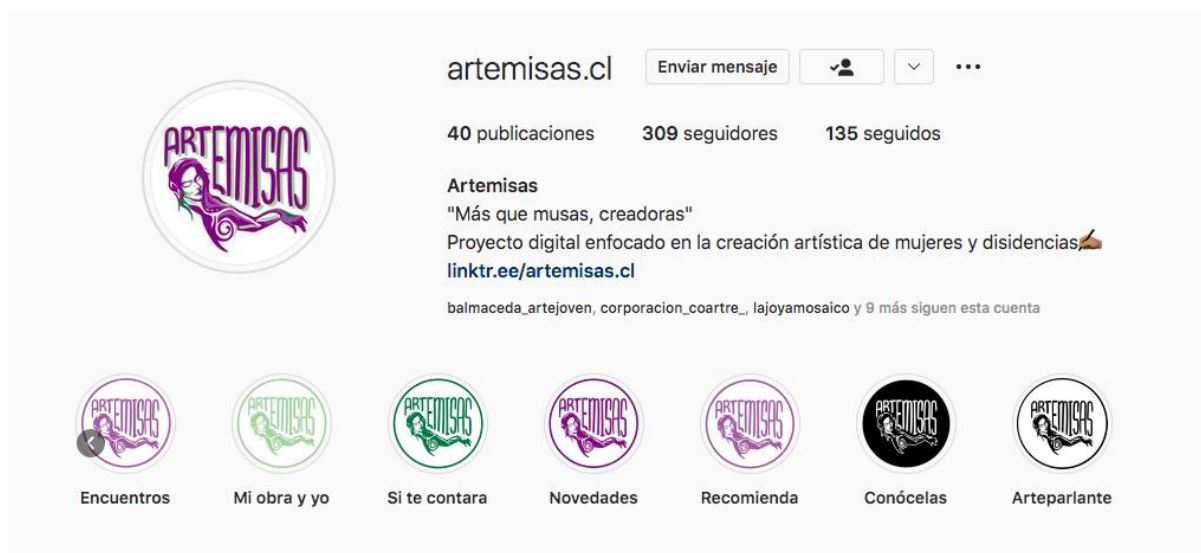 ARTEMISAS
artemisas.cl Enviar mensaje
40 publicaciones 309 seguidores 135 seguidos
Artemisas
"Más que musas, creadoras"
Proyecto digital enfocado en la creación artística de mujeres y disidencias
linktr.ee/artemisas.cl
balmaceda_artejoven, corporacion_coartre_, lajoyamosaico y 9 más siguen esta cuenta
ARTEMISAS ARTEMISAS ARTEMISAS ARTEMISAS ARTEMISAS ARTEMISAS ARTEMISAS
Encuentros Mi obra y yo Si te contara Novedades Recomienda Conócelas Arteparlante